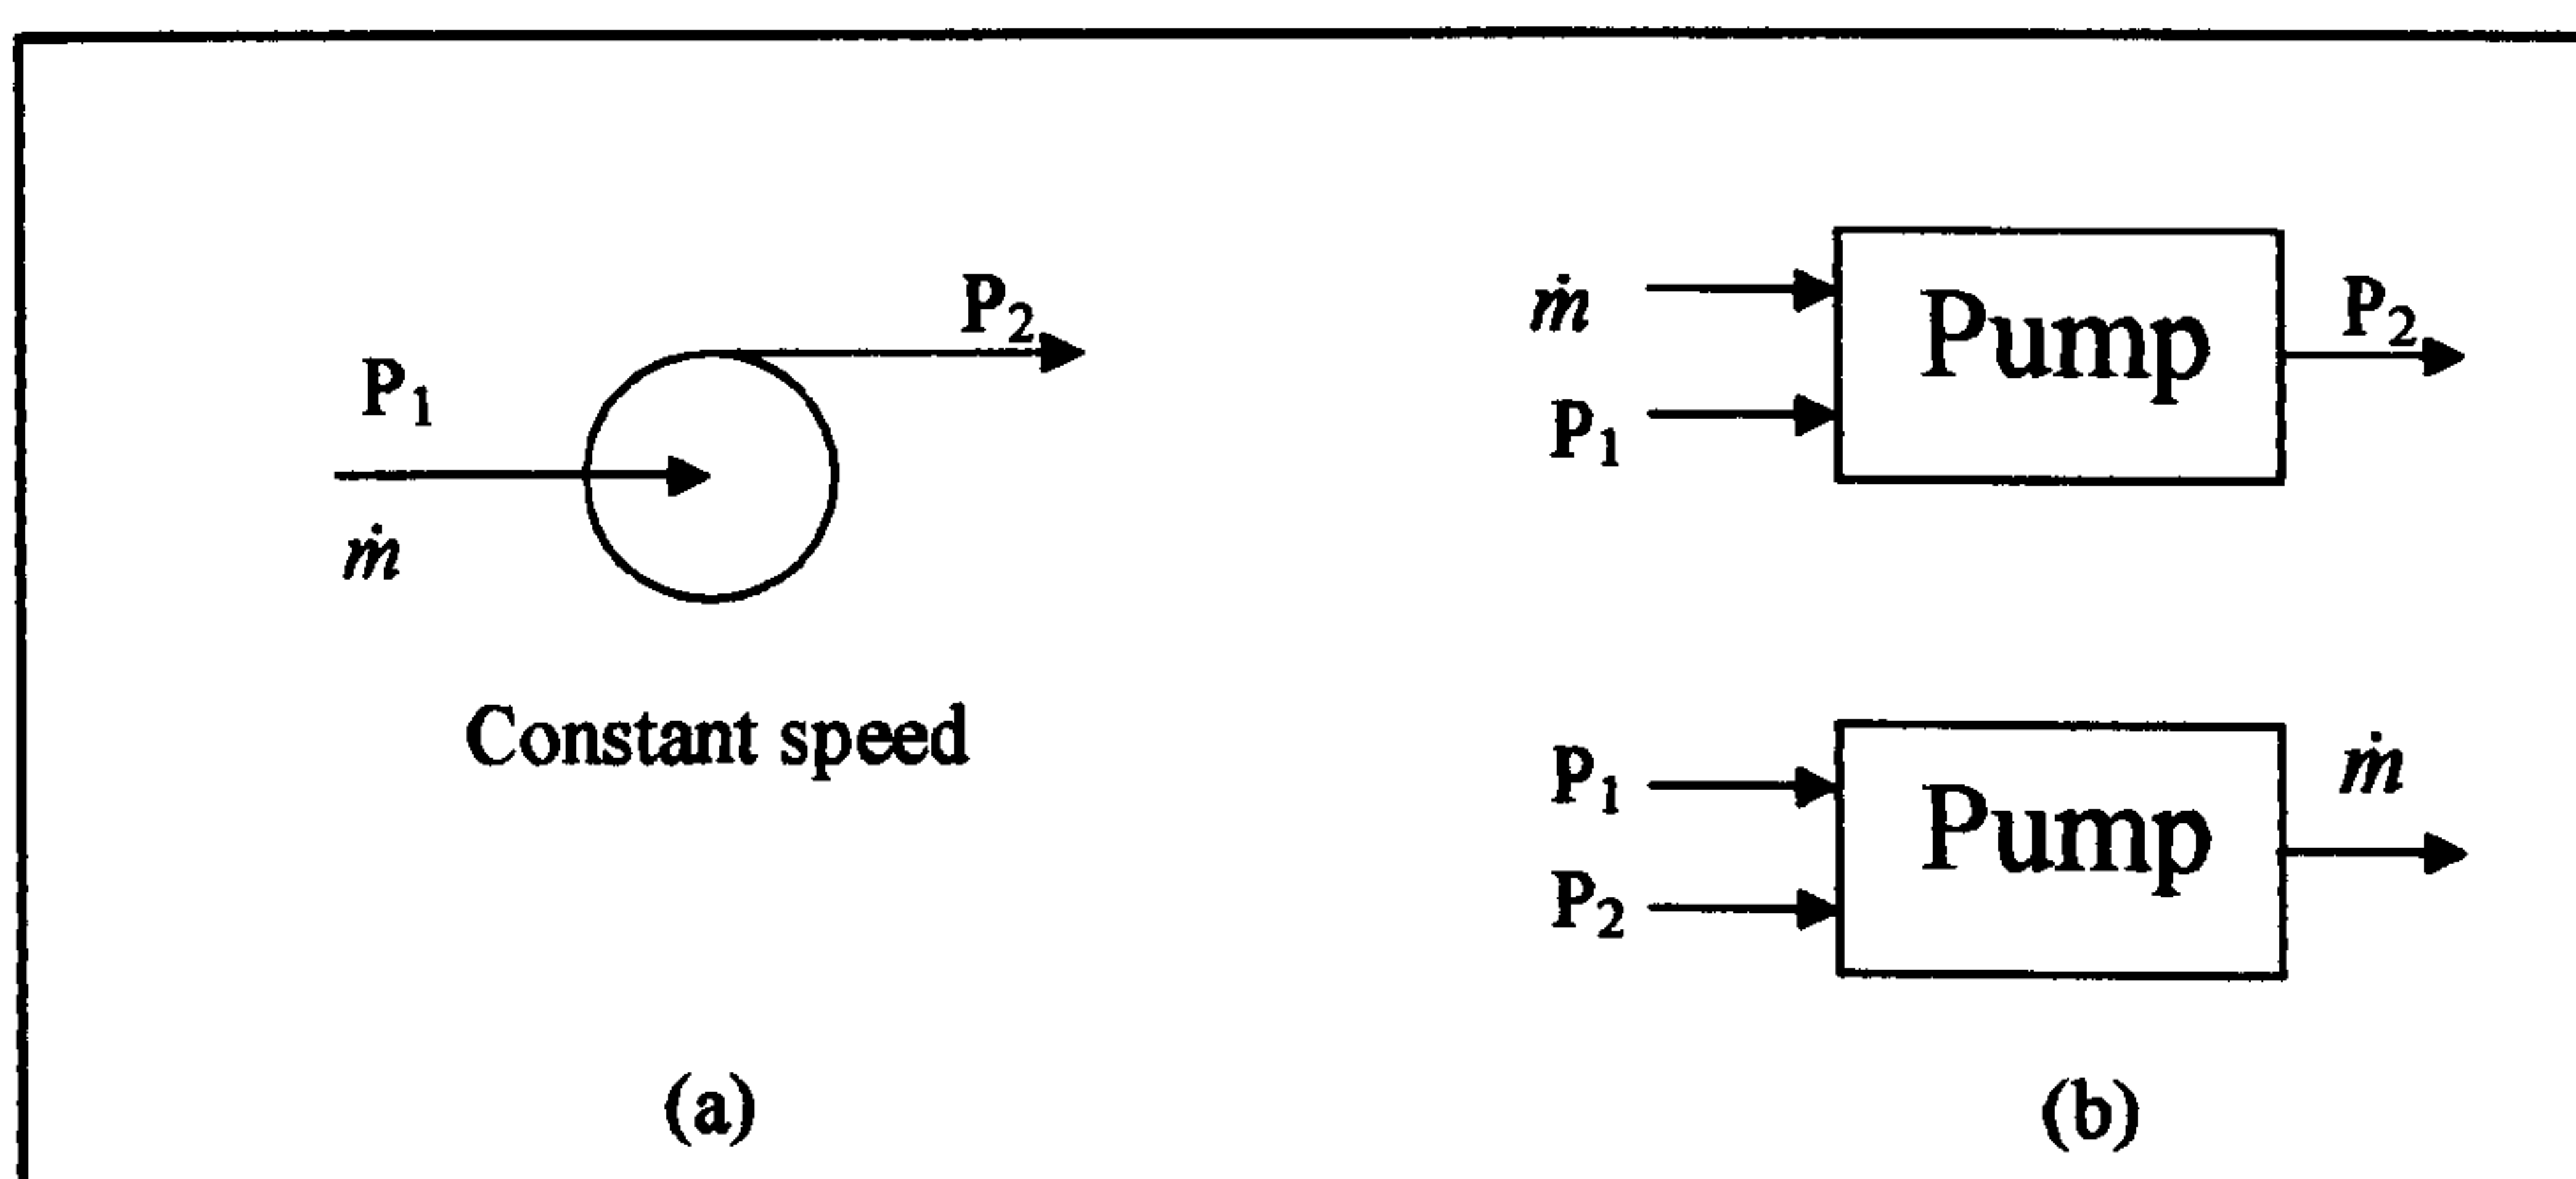 P₁
ṁ
P₂
Constant speed
(a)
ṁ
P₁
Pump
P₂
P₁
P₂
Pump
ṁ
(b)